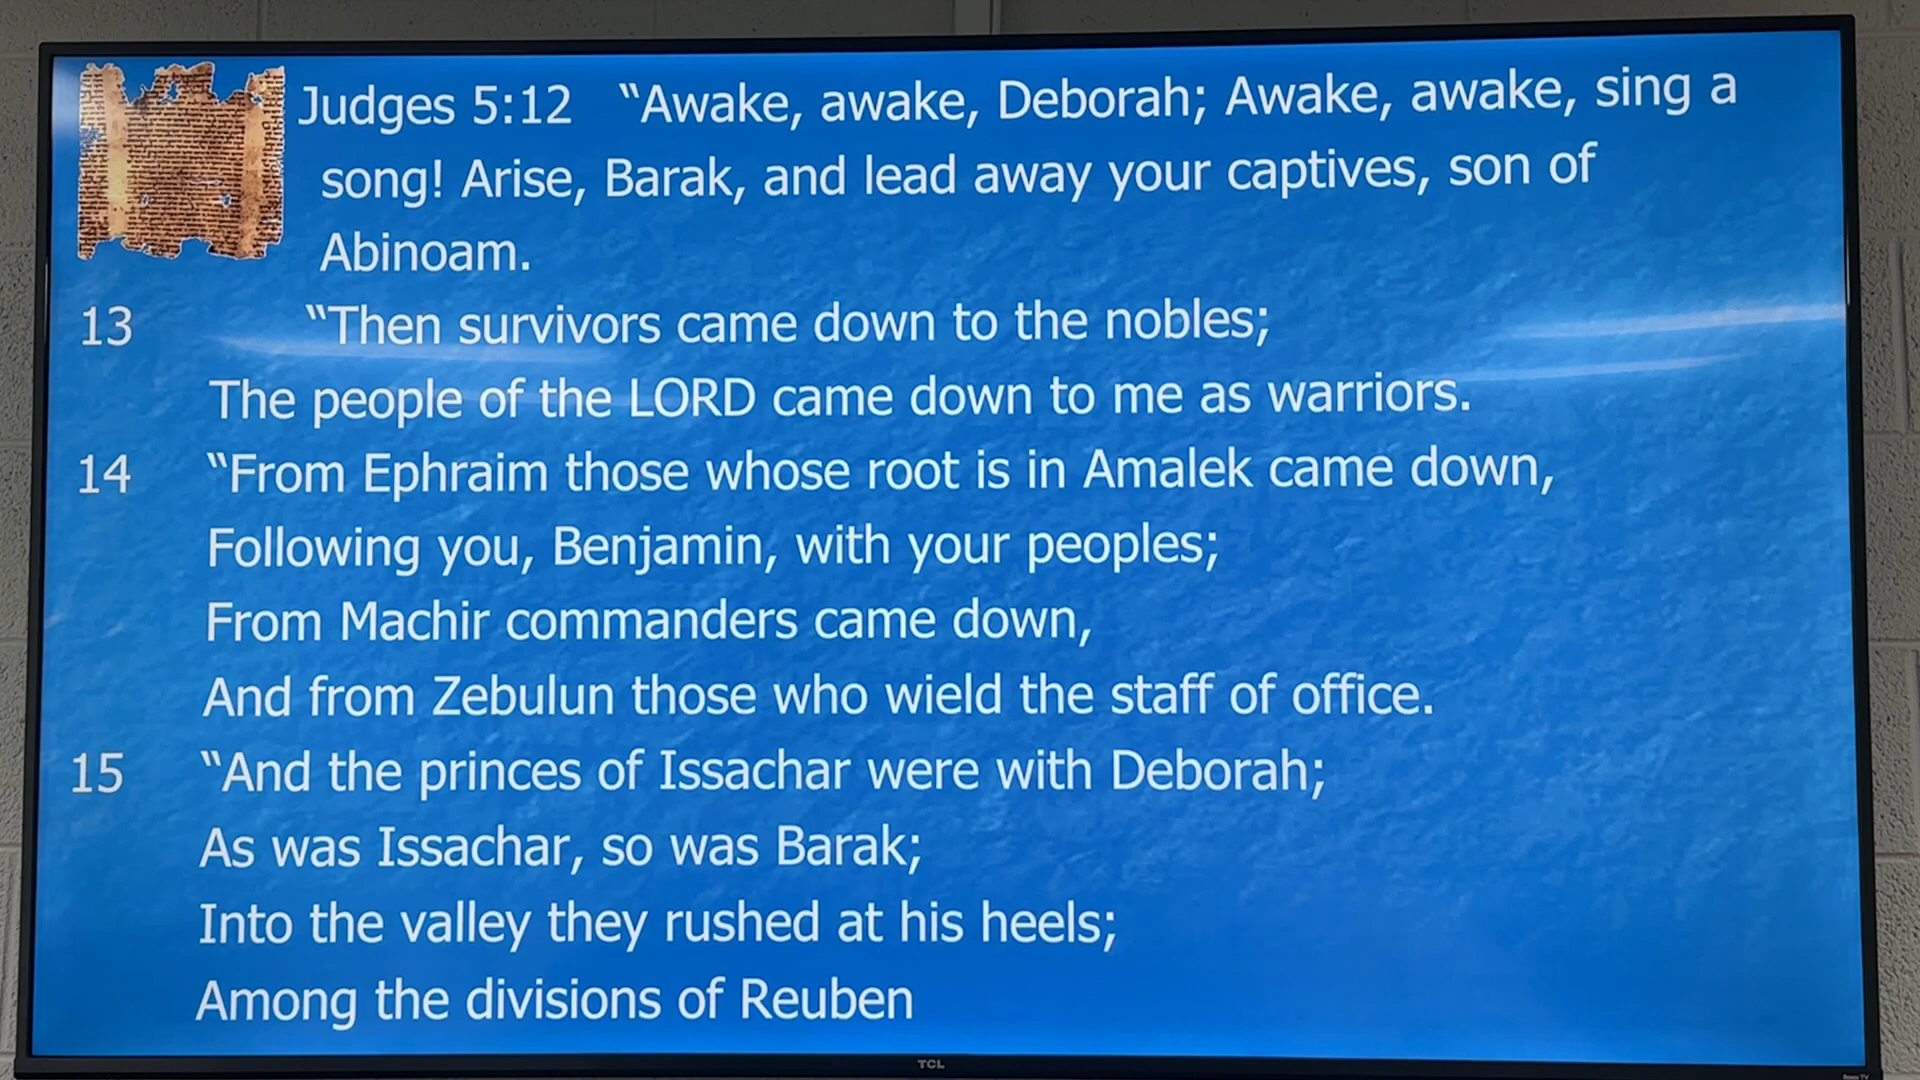 Judges 5:12 “Awake, awake, Deborah; Awake, awake, sing a
song! Arise, Barak, and lead away your captives, son of
Abinoam.
13 “Then survivors came down to the nobles;
The people of the LORD came down to me as warriors.
14 “From Ephraim those whose root is in Amalek came down,
Following you, Benjamin, with your peoples;
From Machir commanders came down,
And from Zebulun those who wield the staff of office.
15 “And the princes of Issachar were with Deborah;
As was Issachar, so was Barak;
Into the valley they rushed at his heels;
Among the divisions of Reuben
TCL
Roku TV